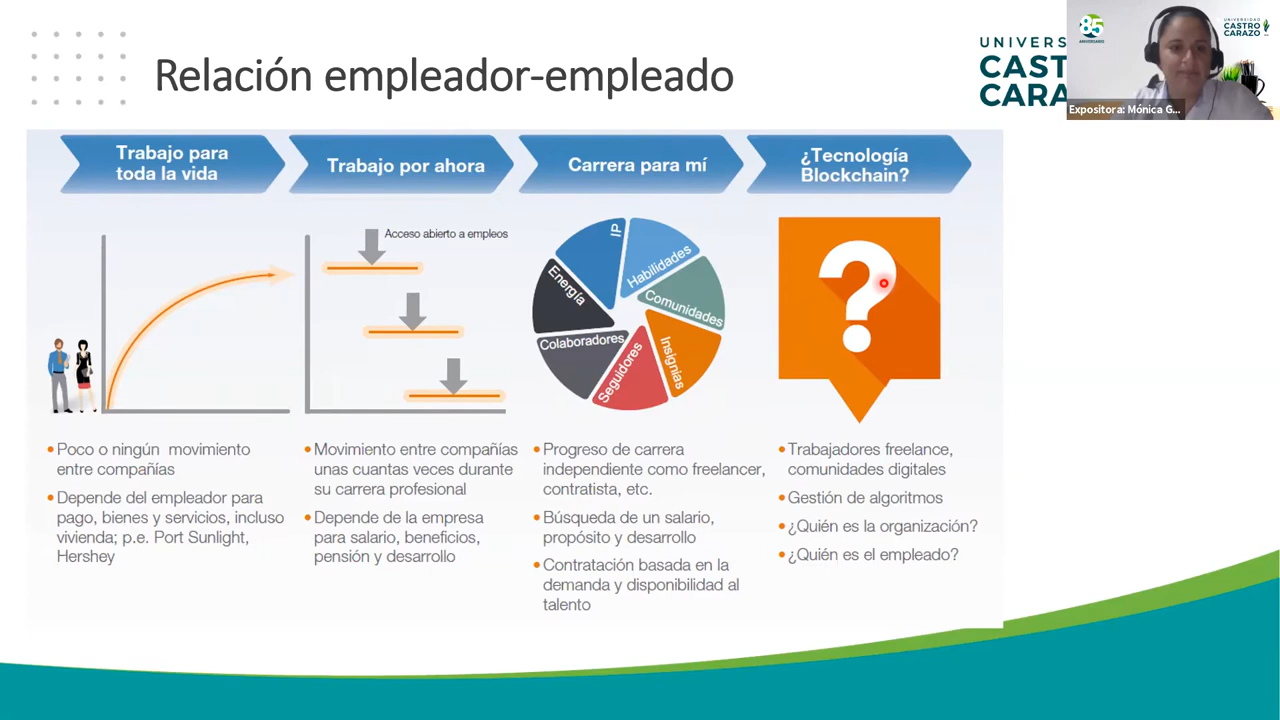 Relación empleador-empleado
UNIVERS
CAST
CARA
85
ANIVERSARIO
UNIVERSIDAD
CASTRO
CARAZO
Expositora: Mónica G...
Trabajo para
toda la vida
Trabajo por ahora
Carrera para mí
¿Tecnología
Blockchain?
Acceso abierto a empleos
IP
Habilidades
Comunidades
Insignias
Seguidores
Colaboradores
Energía
?
•Poco o ningún movimiento
entre compañías
•Depende del empleador para
pago, bienes y servicios, incluso
vivienda; p.e. Port Sunlight,
Hershey
•Movimiento entre compañías
unas cuantas veces durante
su carrera profesional
•Depende de la empresa
para salario, beneficios,
pensión y desarrollo
•Progreso de carrera
independiente como freelancer,
contratista, etc.
•Búsqueda de un salario,
propósito y desarrollo
•Contratación basada en la
demanda y disponibilidad al
talento
•Trabajadores freelance,
comunidades digitales
•Gestión de algoritmos
•¿Quién es la organización?
•¿Quién es el empleado?